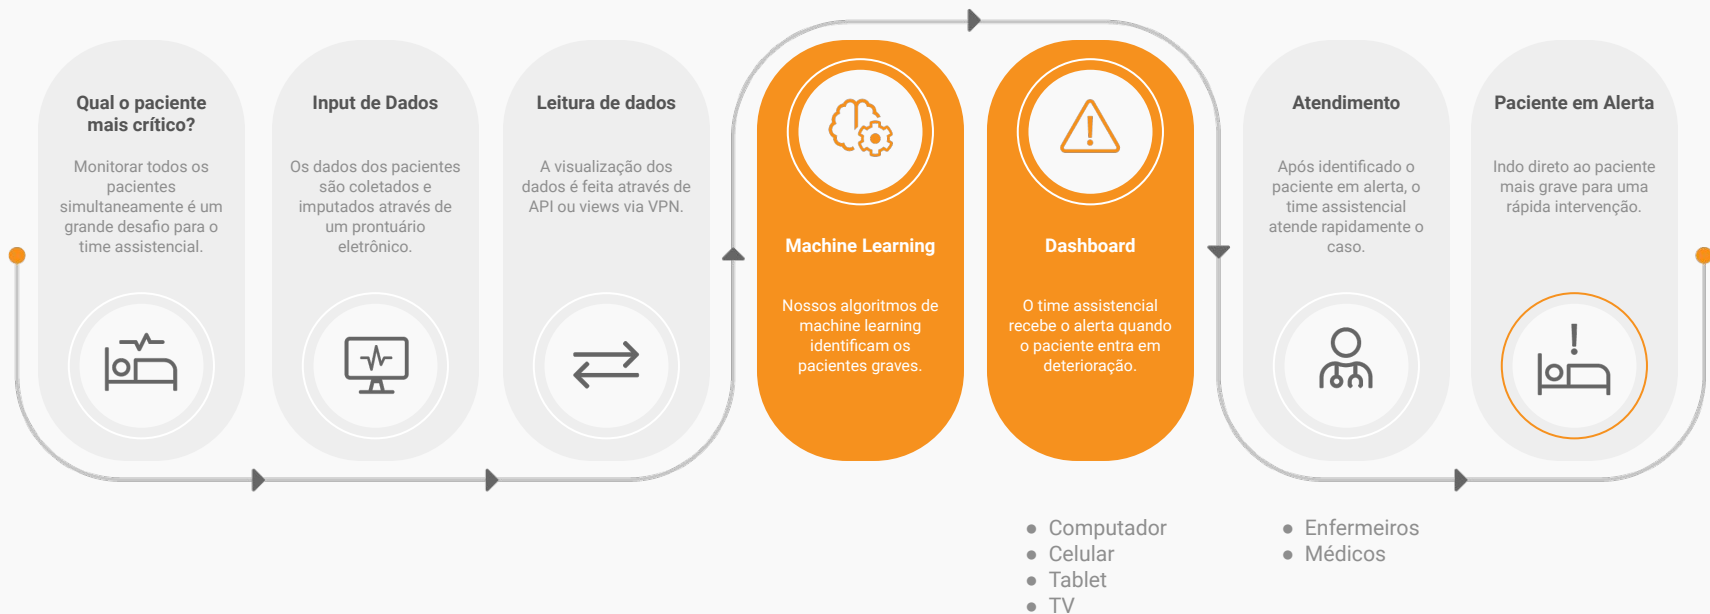 Qual o paciente
mais crítico?
Monitorar todos os
pacientes
simultaneamente é um
grande desafio para o
time assistencial.
Input de Dados
Os dados dos pacientes
são coletados e
imputados através de
um prontuário
eletrônico.
Leitura de dados
A visualização dos
dados é feita através de
API ou views via VPN.
Machine Learning
Nossos algoritmos de
machine learning
identificam os
pacientes graves.
Dashboard
O time assistencial
recebe o alerta quando
o paciente entra em
deterioração.
Atendimento
Após identificado o
paciente em alerta, o
time assistencial
atende rapidamente o
caso.
Paciente em Alerta
Indo direto ao paciente
mais grave para uma
rápida intervenção.
● Computador
● Celular
● Tablet
● TV
● Enfermeiros
● Médicos